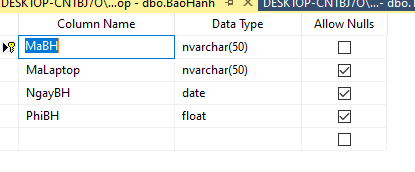 DESKTOP-CNTBJ7O\...op - dbo.BaoHanh DESKTOP-CNTBJ7O\... - dbo.
Column Name Data Type Allow Nulls
MaBH nvarchar(50)
MaLaptop nvarchar(50)
NgayBH date
PhiBH float